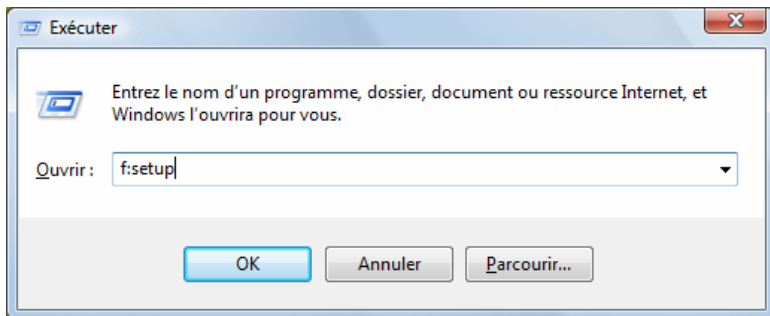 Exécuter
Entrez le nom d'un programme, dossier, document ou ressource Internet, et
Windows l'ouvrira pour vous.
Ouvrir : f:setup
OK Annuler Parcourir...